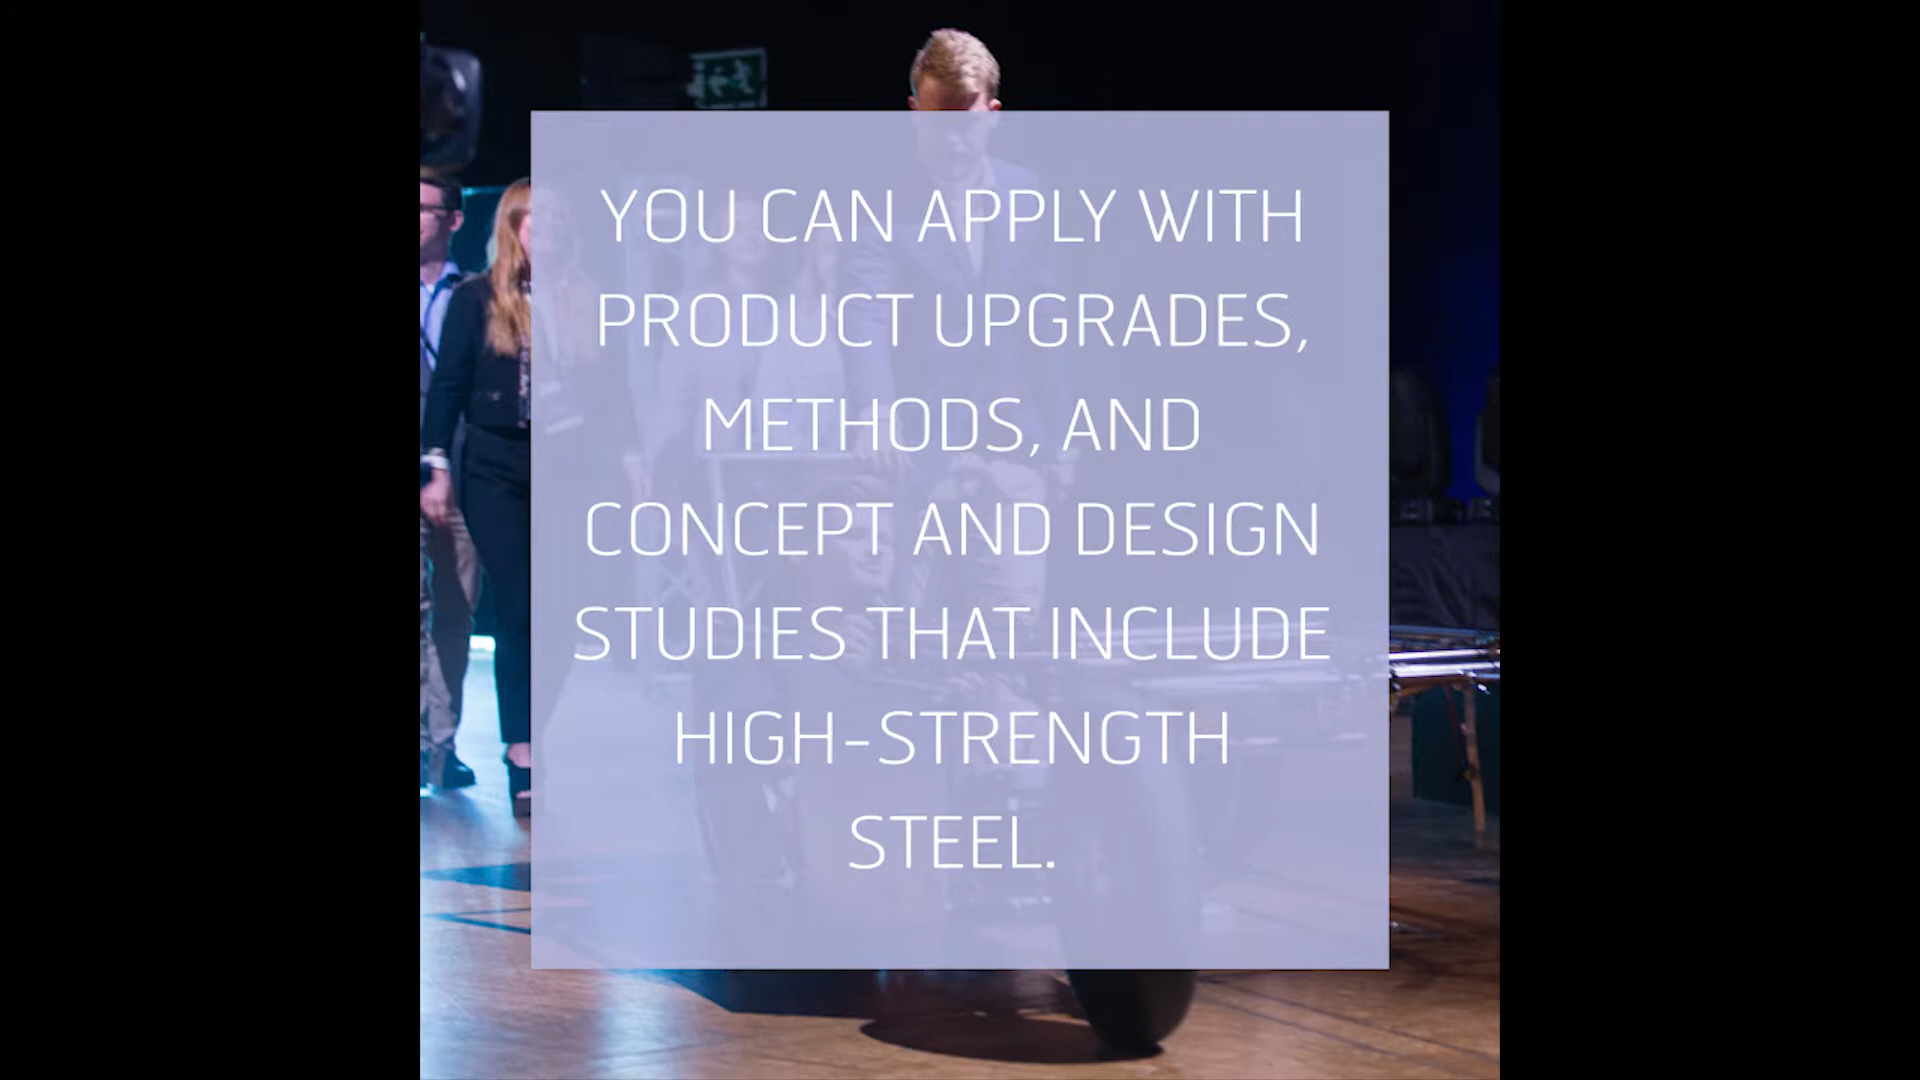 YOU CAN APPLY WITH
PRODUCT UPGRADES,
METHODS, AND
CONCEPT AND DESIGN
STUDIES THAT INCLUDE
HIGH-STRENGTH
STEEL.